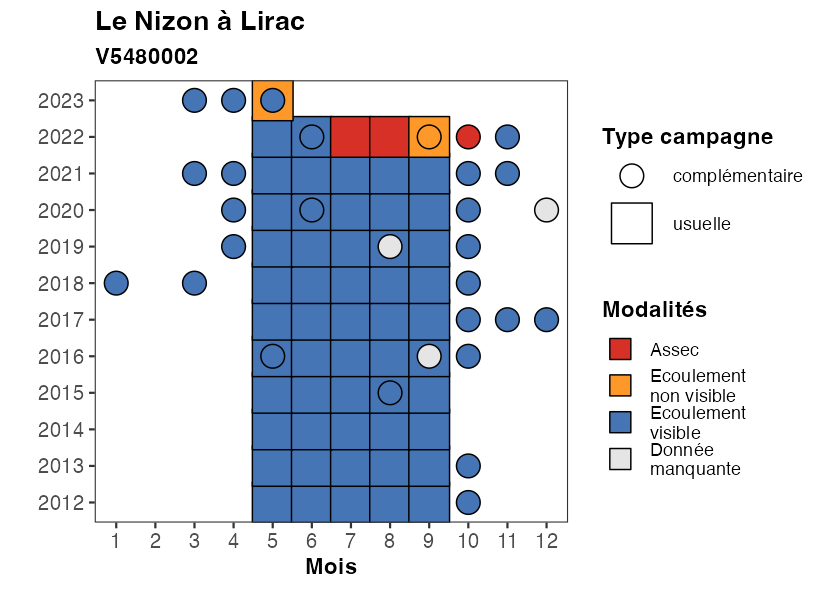 Le Nizon à Lirac
V5480002
2023
2022
2021
2020
2019
2018
2017
2016
2015
2014
2013
2012
1 2 3 4 5 6 7 8 9 10 11 12
Mois
Type campagne
complémentaire
usuelle
Modalités
Assec
Ecoulement
non visible
Ecoulement
visible
Donnée
manquante